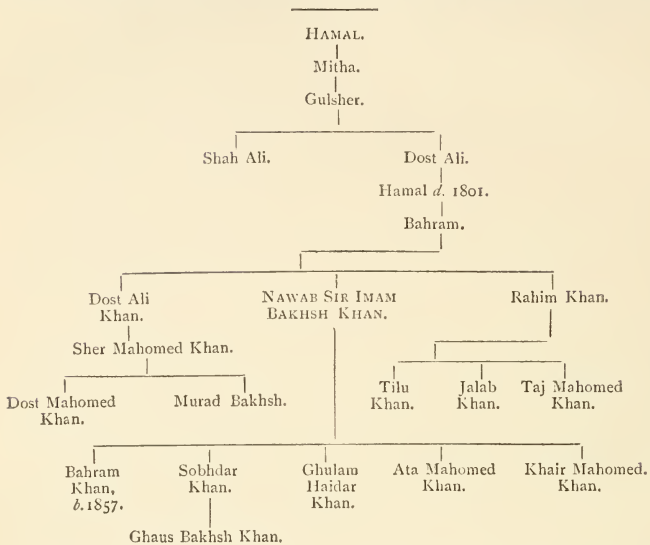 HAMAL.
Mitha.
Gulsher.
Shah Ali. Dost Ali.
Hamal d. 1801.
Bahram.
Dost Ali NAWAB SIR IMAM Rahim Khan.
Khan. BAKHSH KHAN.
Sher Mahomed Khan.
Tilu Jalab Taj Mahomed
Khan. Khan. Khan.
Dost Mahomed Murad Bakhsh.
Khan.
Bahram Sobhdar Ghulam Ata Mahomed Khair Mahomed.
Khan, Khan. Haidar Khan. Khan.
b. 1857. Khan.
Ghaus Bakhsh Khan.